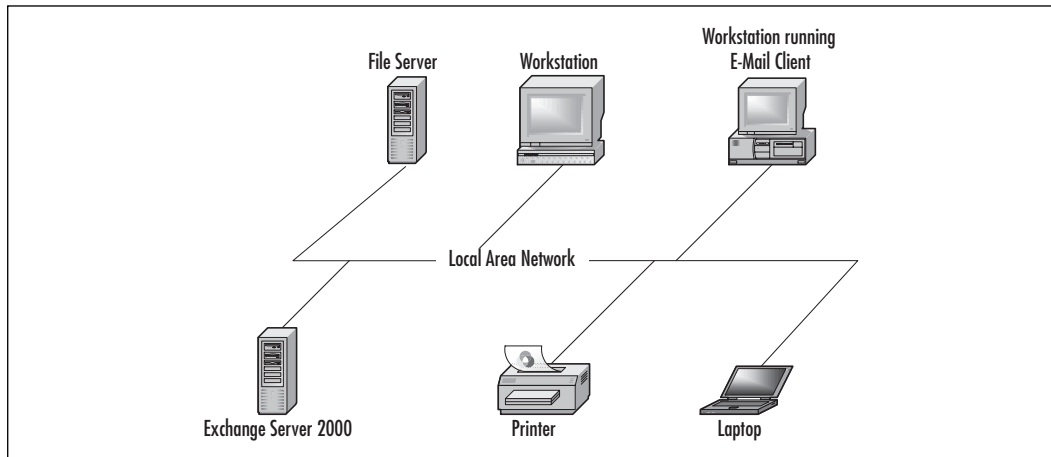 File Server
Workstation
Workstation running
E-Mail Client
Local Area Network
Exchange Server 2000
Printer
Laptop